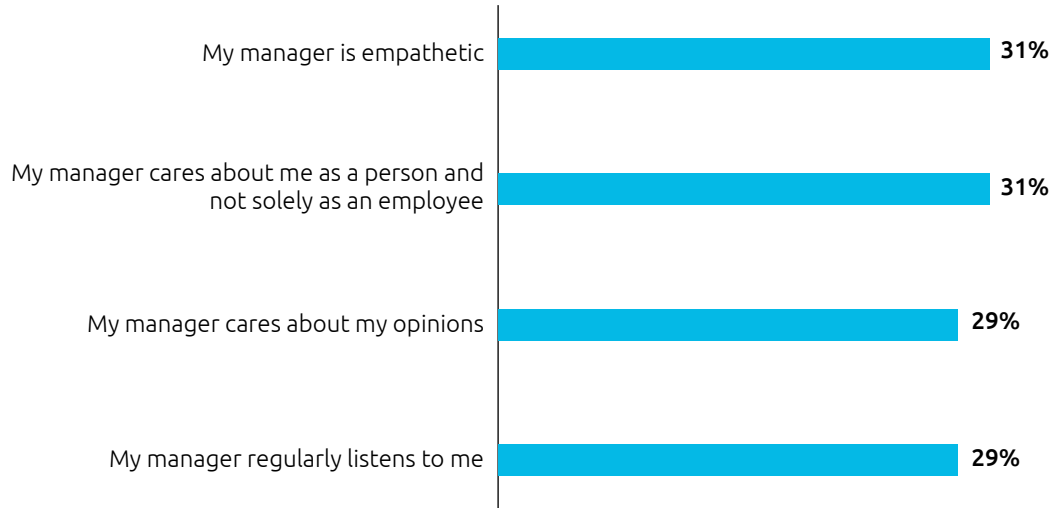 My manager is empathetic
31%
My manager cares about me as a person and
not solely as an employee
31%
My manager cares about my opinions
29%
My manager regularly listens to me
29%